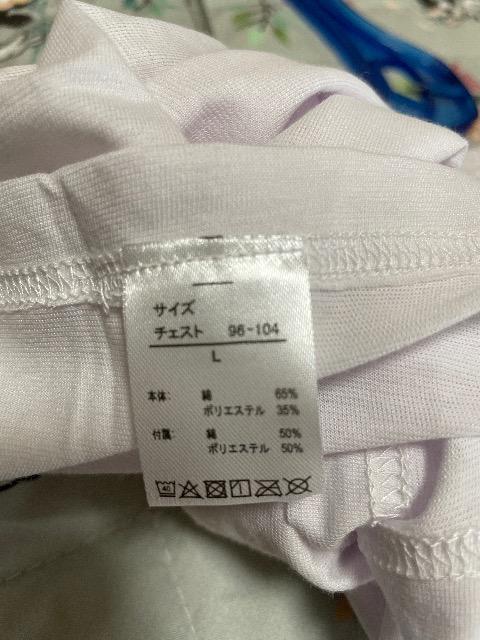 サイズ
チェスト 96-104
L
本体: 綿 65%
ポリエステル 35%
付属: 綿 50%
ポリエステル 50%
40